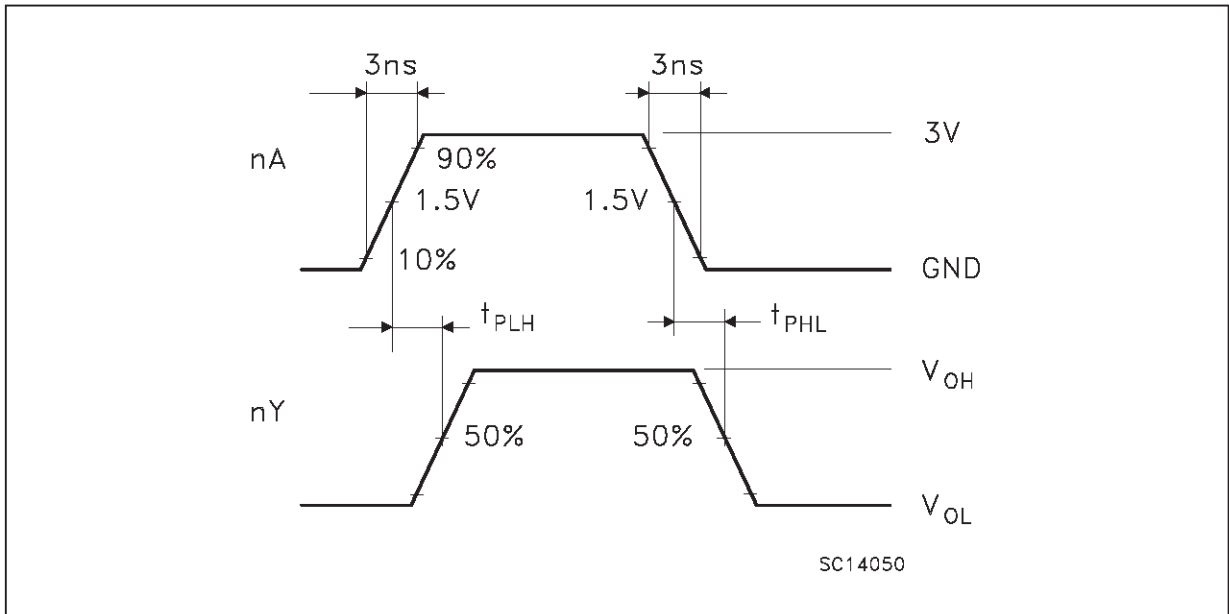 3ns 3ns
3V
nA 90%
1.5V 1.5V
10% GND
tPLH tPHL
VOH
nY 50% 50%
VOL
SC14050